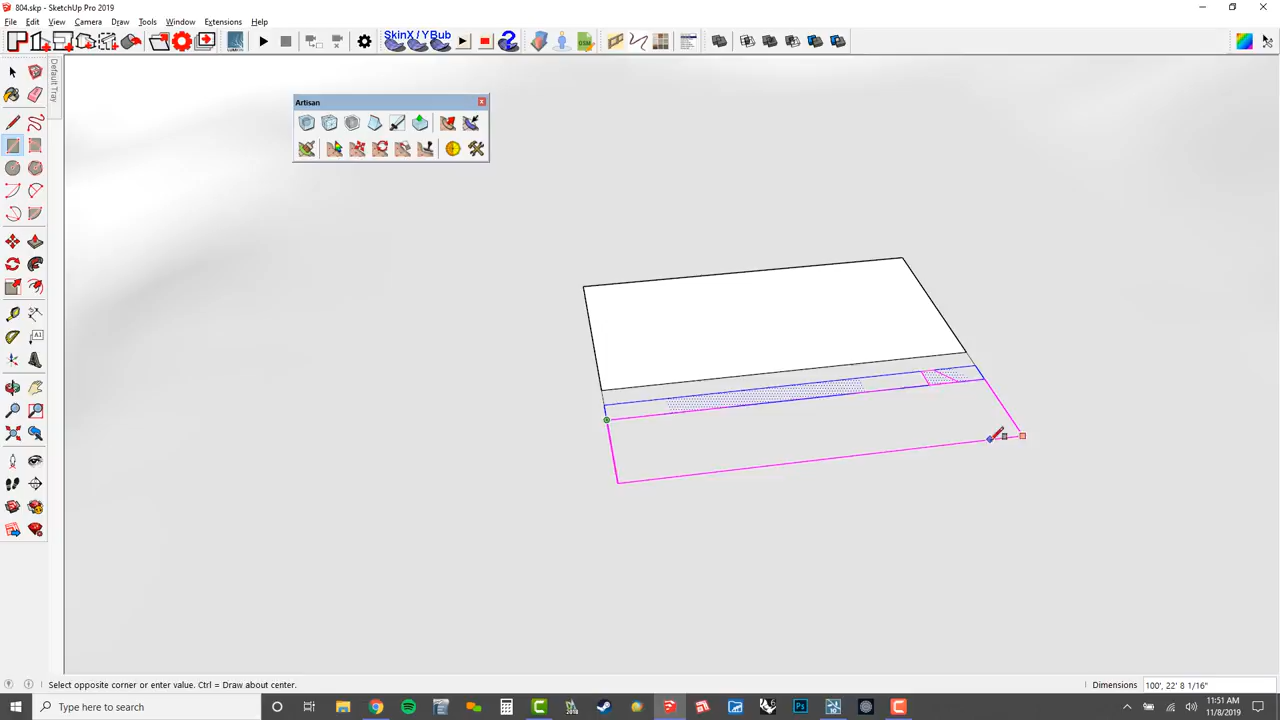 804.skp - SketchUp Pro 2019
File Edit View Camera Draw Tools Window Extensions Help
SkinX / YBub
Default Tray
Artisan
A1
Select opposite corner or enter value. Ctrl = Draw about center.
Dimensions 100', 22' 8 1/16"
Type here to search
11:51 AM
11/8/2019